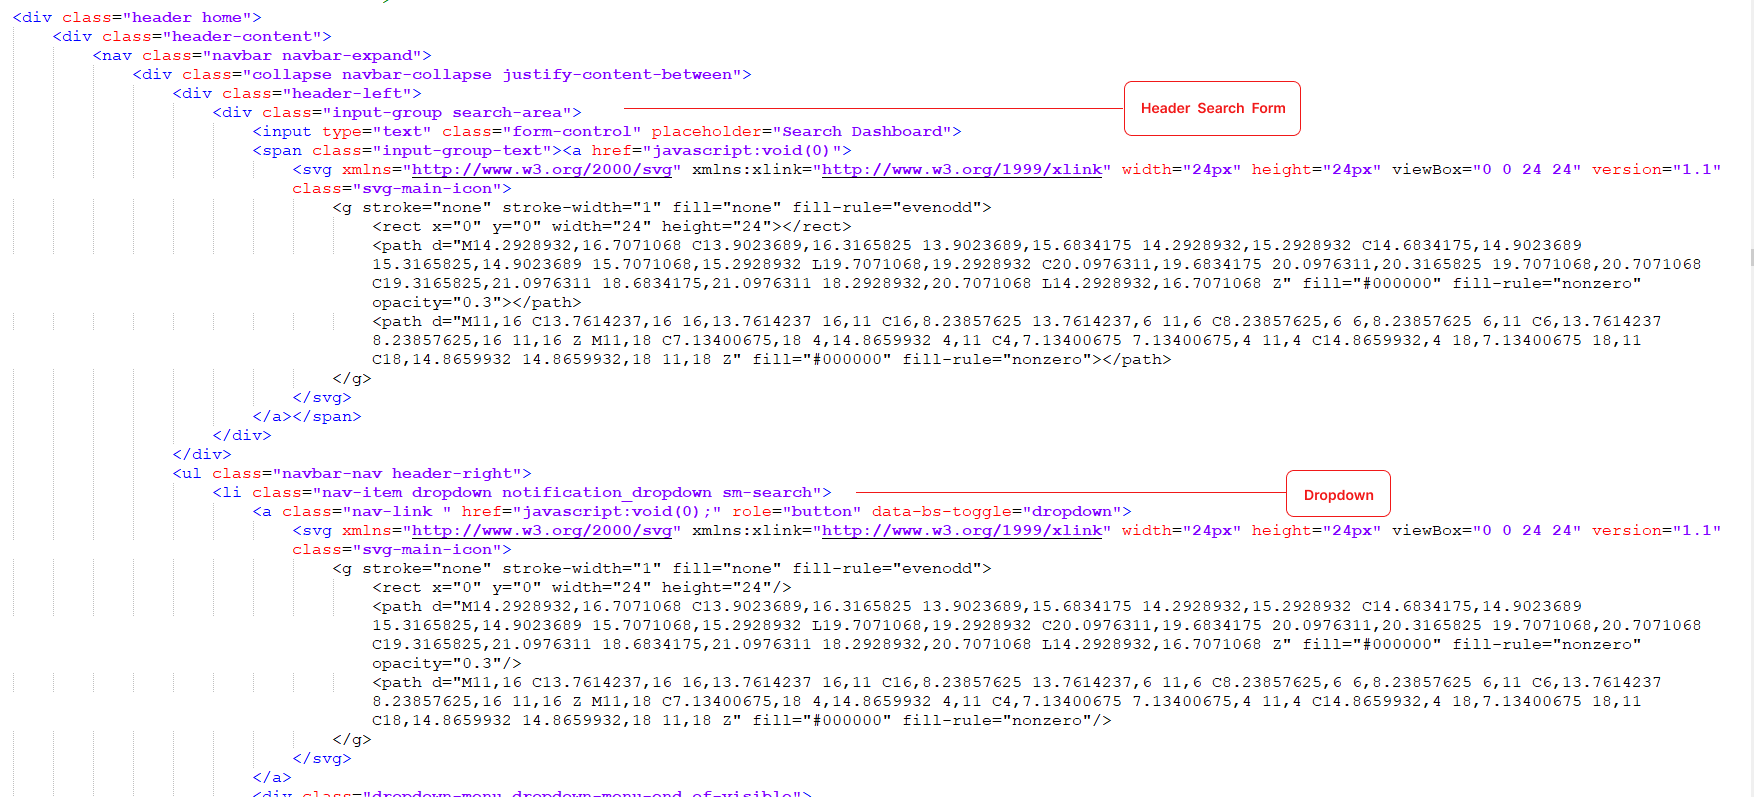 <div class="header home">
<div class="header-content">
<nav class="navbar navbar-expand">
<div class="collapse navbar-collapse justify-content-between">
<div class="header-left">
<div class="input-group search-area">
Header Search Form
<input type="text" class="form-control" placeholder="Search Dashboard">
<span class="input-group-text"><a href="javascript:void(0)">
<svg xmlns="http://www.w3.org/2000/svg" xmlns:xlink="http://www.w3.org/1999/xlink" width="24px" height="24px" viewBox="0 0 24 24" version="1.1"
class="svg-main-icon">
<g stroke="none" stroke-width="1" fill="none" fill-rule="evenodd">
<rect x="0" y="0" width="24" height="24"></rect>
<path d="M14.2928932,16.7071068 C13.9023689,16.3165825 13.9023689,15.6834175 14.2928932,15.2928932 C14.6834175,14.9023689
15.3165825,14.9023689 15.7071068,15.2928932 L19.7071068,19.2928932 C20.0976311,19.6834175 20.0976311,20.3165825 19.7071068,20.7071068
C19.3165825,21.0976311 18.6834175,21.0976311 18.2928932,20.7071068 L14.2928932,16.7071068 Z" fill="#000000" fill-rule="nonzero"
opacity="0.3"></path>
<path d="M11,16 C13.7614237,16 16,13.7614237 16,11 C16,8.23857625 13.7614237,6 11,6 C8.23857625,6 6,8.23857625 6,11 C6,13.7614237
8.23857625,16 11,16 Z M11,18 C7.13400675,18 4,14.8659932 4,11 C4,7.13400675 7.13400675,4 11,4 C14.8659932,4 18,7.13400675 18,11
C18,14.8659932 14.8659932,18 11,18 Z" fill="#000000" fill-rule="nonzero"></path>
</g>
</svg>
</a></span>
</div>
</div>
<ul class="navbar-nav header-right">
<li class="nav-item dropdown notification_dropdown sm-search">
Dropdown
<a class="nav-link " href="javascript:void(0);" role="button" data-bs-toggle="dropdown">
<svg xmlns="http://www.w3.org/2000/svg" xmlns:xlink="http://www.w3.org/1999/xlink" width="24px" height="24px" viewBox="0 0 24 24" version="1.1"
class="svg-main-icon">
<g stroke="none" stroke-width="1" fill="none" fill-rule="evenodd">
<rect x="0" y="0" width="24" height="24"/>
<path d="M14.2928932,16.7071068 C13.9023689,16.3165825 13.9023689,15.6834175 14.2928932,15.2928932 C14.6834175,14.9023689
15.3165825,14.9023689 15.7071068,15.2928932 L19.7071068,19.2928932 C20.0976311,19.6834175 20.0976311,20.3165825 19.7071068,20.7071068
C19.3165825,21.0976311 18.6834175,21.0976311 18.2928932,20.7071068 L14.2928932,16.7071068 Z" fill="#000000" fill-rule="nonzero"
opacity="0.3"/>
<path d="M11,16 C13.7614237,16 16,13.7614237 16,11 C16,8.23857625 13.7614237,6 11,6 C8.23857625,6 6,8.23857625 6,11 C6,13.7614237
8.23857625,16 11,16 Z M11,18 C7.13400675,18 4,14.8659932 4,11 C4,7.13400675 7.13400675,4 11,4 C14.8659932,4 18,7.13400675 18,11
C18,14.8659932 14.8659932,18 11,18 Z" fill="#000000" fill-rule="nonzero"/>
</g>
</svg>
</a>
<div class="dropdown-menu dropdown-menu-end of-visible">